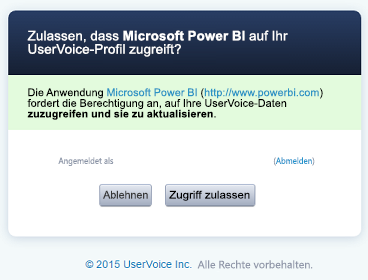 Zulassen, dass Microsoft Power BI auf Ihr
UserVoice-Profil zugreift?
Die Anwendung Microsoft Power BI (http://www.powerbi.com)
fordert die Berechtigung an, auf Ihre UserVoice-Daten
zuzugreifen und sie zu aktualisieren.
Angemeldet als (Abmelden)
Ablehnen Zugriff zulassen
© 2015 UserVoice Inc. Alle Rechte vorbehalten.